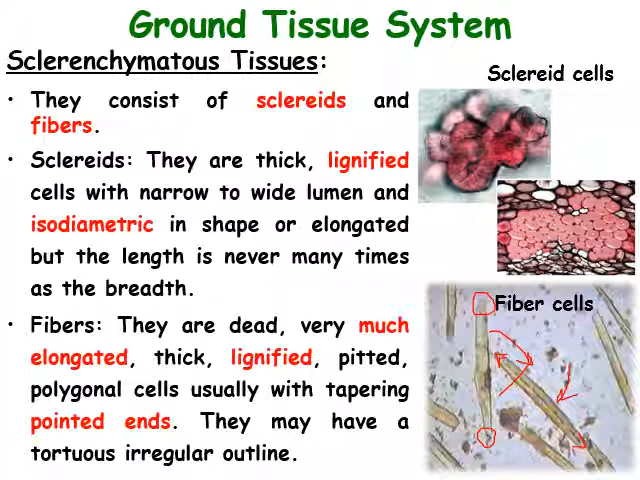 Ground Tissue System
Sclerenchymatous Tissues:
Sclereid cells
• They consist of sclereids and
fibers.
• Sclereids: They are thick, lignified
cells with narrow to wide lumen and
isodiametric in shape or elongated
but the length is never many times
as the breadth.
Fiber cells
• Fibers: They are dead, very much
elongated, thick, lignified, pitted,
polygonal cells usually with tapering
pointed ends. They may have a
tortuous irregular outline.